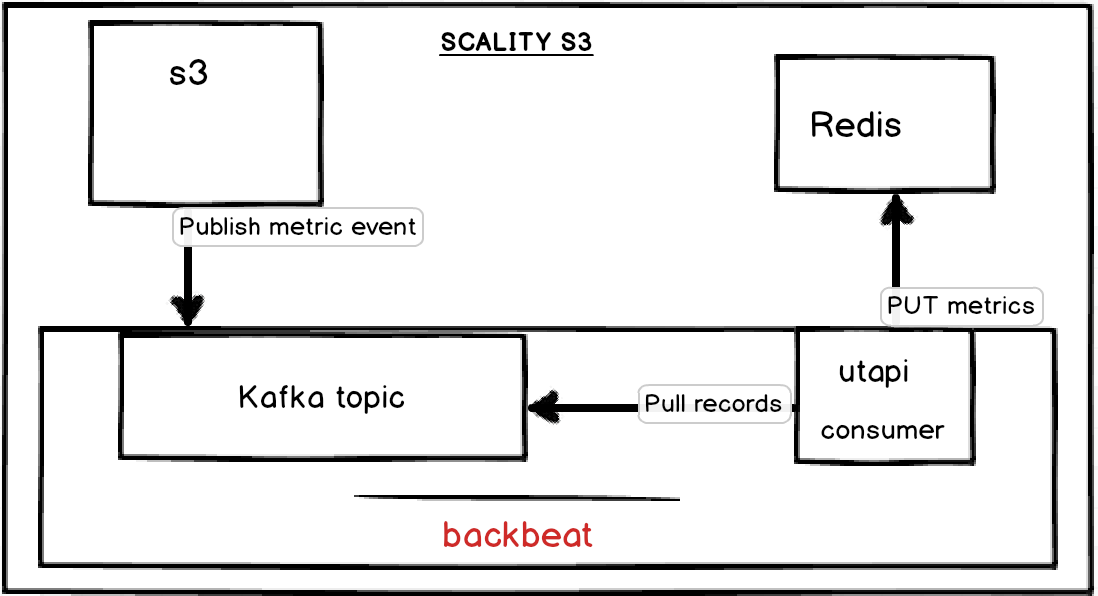 SCALITY S3
s3
Redis
Publish metric event
PUT metrics
Kafka topic
Pull records
utapi
consumer
backbeat